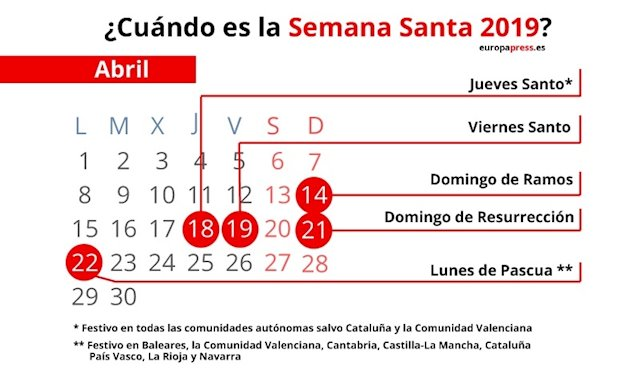 ¿Cuándo es la Semana Santa 2019?
europapress.es
Abril
Jueves Santo*
Viernes Santo
Domingo de Ramos
Domingo de Resurrección
Lunes de Pascua **
L M X J V S D
1 2 3 4 5 6 7
8 9 10 11 12 13 14
15 16 17 18 19 20 21
22 23 24 25 26 27 28
29 30
* Festivo en todas las comunidades autónomas salvo Cataluña y la Comunidad Valenciana
** Festivo en Baleares, la Comunidad Valenciana, Cantabria, Castilla-La Mancha, Cataluña
País Vasco, La Rioja y Navarra